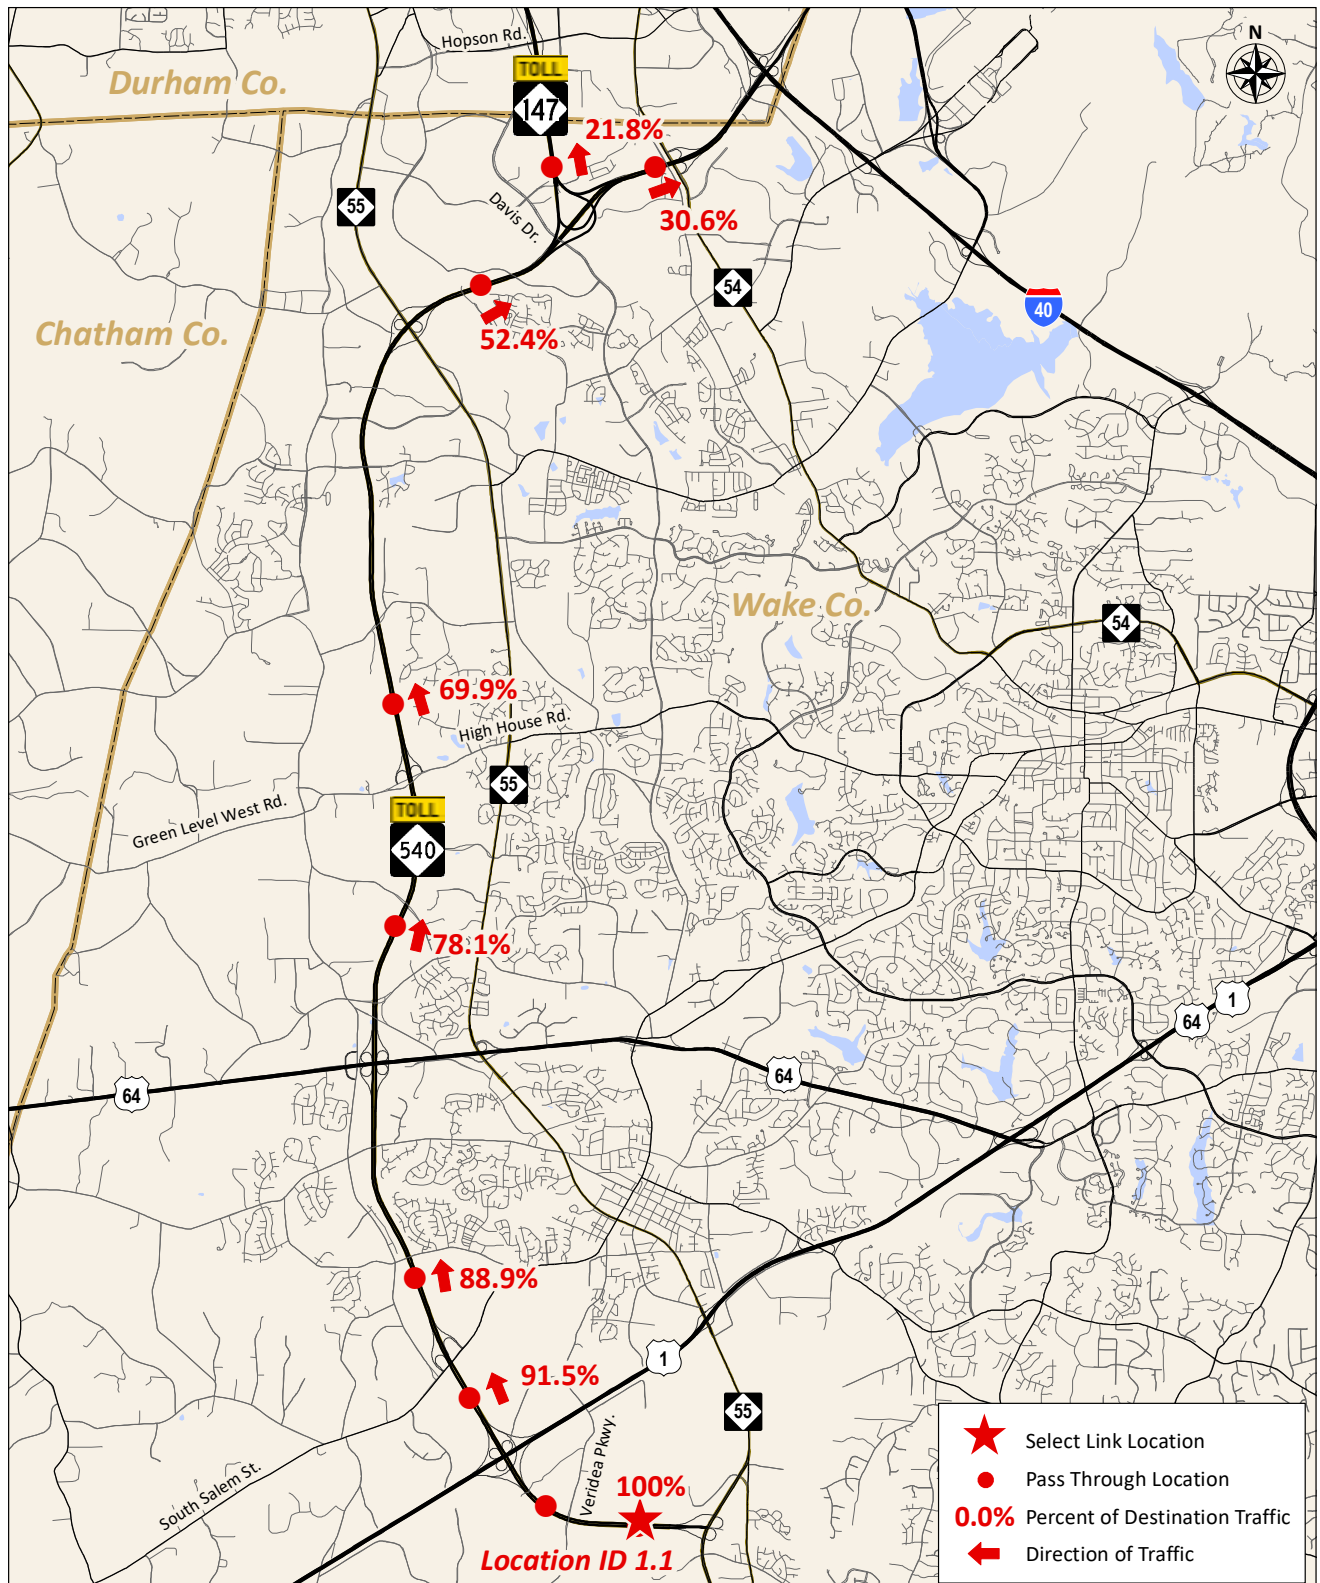 Hopson Rd.
N
TOLL
Durham Co.
147
21.8%
55
Davis Dr.
30.6%
54
40
Chatham Co.
52.4%
Wake Co.
54
69.9%
High House Rd.
55
TOLL
Green Level West Rd.
540
78.1%
1
64
64
64
88.9%
1
91.5%
55
Veridea Pkwy.
South Salem St.
100%
Location ID 1.1
Select Link Location
Pass Through Location
0.0% Percent of Destination Traffic
Direction of Traffic